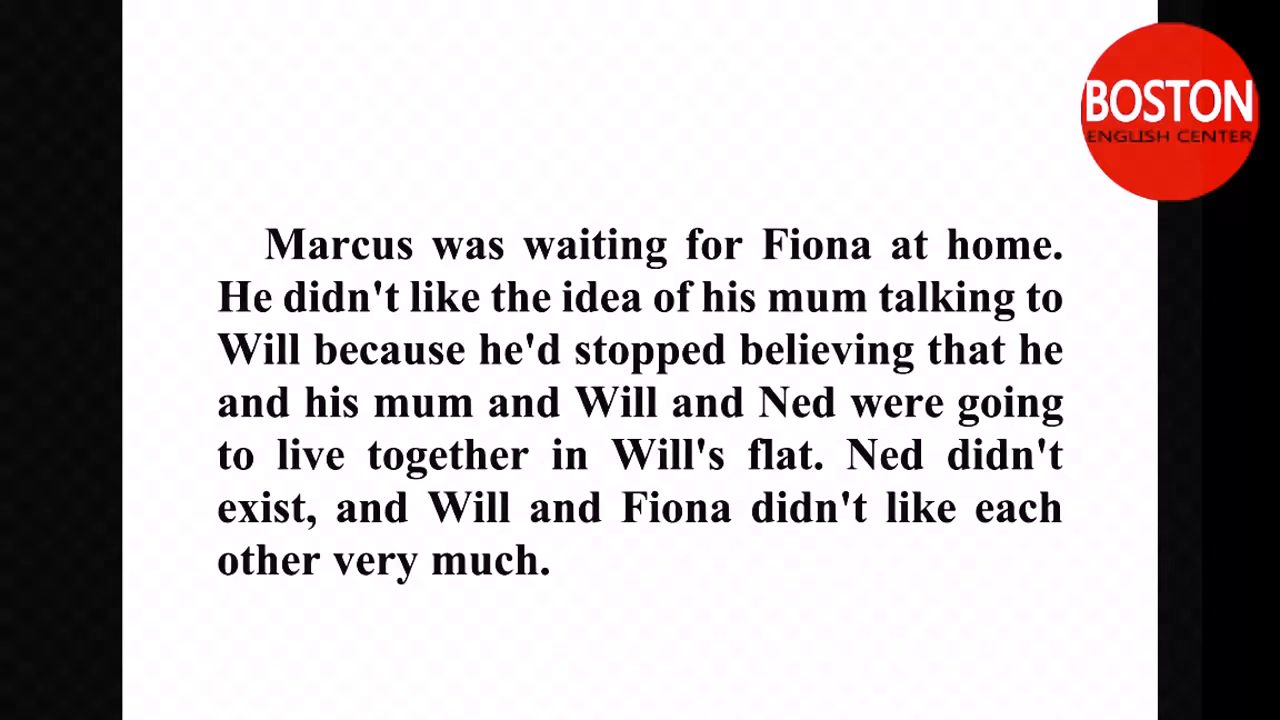 BOSTON
ENGLISH CENTER
Marcus was waiting for Fiona at home.
He didn't like the idea of his mum talking to
Will because he'd stopped believing that he
and his mum and Will and Ned were going
to live together in Will's flat. Ned didn't
exist, and Will and Fiona didn't like each
other very much.